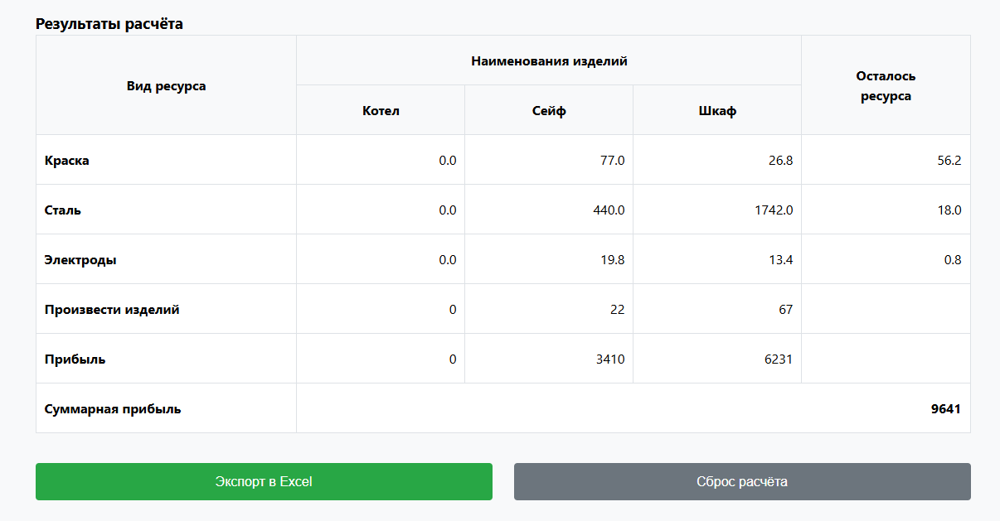 Результаты расчёта
Вид ресурса
Наименования изделий
Осталось
ресурса
Котел Сейф Шкаф
Краска 0.0 77.0 26.8 56.2
Сталь 0.0 440.0 1742.0 18.0
Электроды 0.0 19.8 13.4 0.8
Произвести изделий 0 22 67
Прибыль 0 3410 6231
Суммарная прибыль 9641
Экспорт в Excel Сброс расчёта